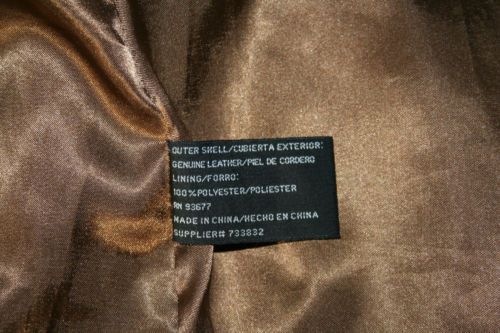 OUTER SHELL/CUBIERTA EXTERIOR:
GENUINE LEATHER/PIEL DE CORDERO
LINING/FORRO:
100%POLYESTER/POLIESTER
RN 93677
MADE IN CHINA/HECHO EN CHINA
SUPPLIER# 733832